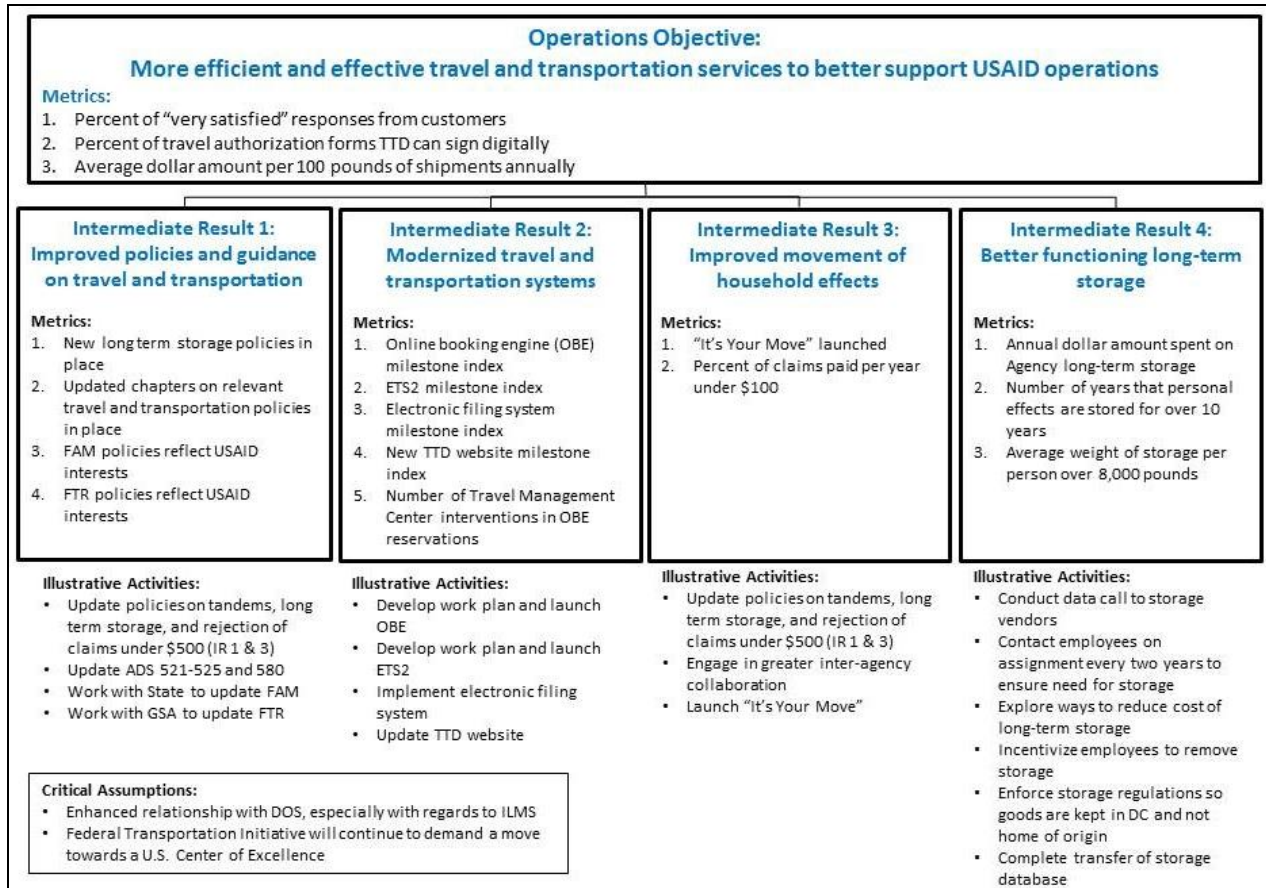 Operations Objective:
More efficient and effective travel and transportation services to better support USAID operations
Metrics:
1. Percent of “very satisfied” responses from customers
2. Percent of travel authorization forms TTD can sign digitally
3. Average dollar amount per 100 pounds of shipments annually
Intermediate Result 1:
Improved policies and guidance
on travel and transportation
Metrics:
1. New long term storage policies in
place
2. Updated chapters on relevant
travel and transportation policies
in place
3. FAM policies reflect USAID
interests
4. FTR policies reflect USAID
interests
Illustrative Activities:
• Update policies on tandems, long
term storage, and rejection of
claims under $500 (IR 1 & 3)
• Update ADS 521-525 and 580
• Work with State to update FAM
• Work with GSA to update FTR
Intermediate Result 2:
Modernized travel and
transportation systems
Metrics:
1. Online booking engine (OBE)
milestone index
2. ETS2 milestone index
3. Electronic filing system
milestone index
4. New TTD website milestone
index
5. Number of Travel Management
Center interventions in OBE
reservations
Illustrative Activities:
• Develop work plan and launch
OBE
• Develop work plan and launch
ETS2
• Implement electronic filing
system
• Update TTD website
Intermediate Result 3:
Improved movement of
household effects
Metrics:
1. “It’s Your Move” launched
2. Percent of claims paid per year
under $100
Illustrative Activities:
• Update policies on tandems, long
term storage, and rejection of
claims under $500 (IR 1 & 3)
• Engage in greater inter-agency
collaboration
• Launch “It’s Your Move”
Intermediate Result 4:
Better functioning long-term
storage
Metrics:
1. Annual dollar amount spent on
Agency long-term storage
2. Number of years that personal
effects are stored for over 10
years
3. Average weight of storage per
person over 8,000 pounds
Illustrative Activities:
• Conduct data call to storage
vendors
• Contact employees on
assignment every two years to
ensure need for storage
• Explore ways to reduce cost of
long-term storage
• Incentivize employees to remove
storage
• Enforce storage regulations so
goods are kept in DC and not
home of origin
• Complete transfer of storage
database
Critical Assumptions:
• Enhanced relationship with DOS, especially with regards to ILMS
• Federal Transportation Initiative will continue to demand a move
towards a U.S. Center of Excellence